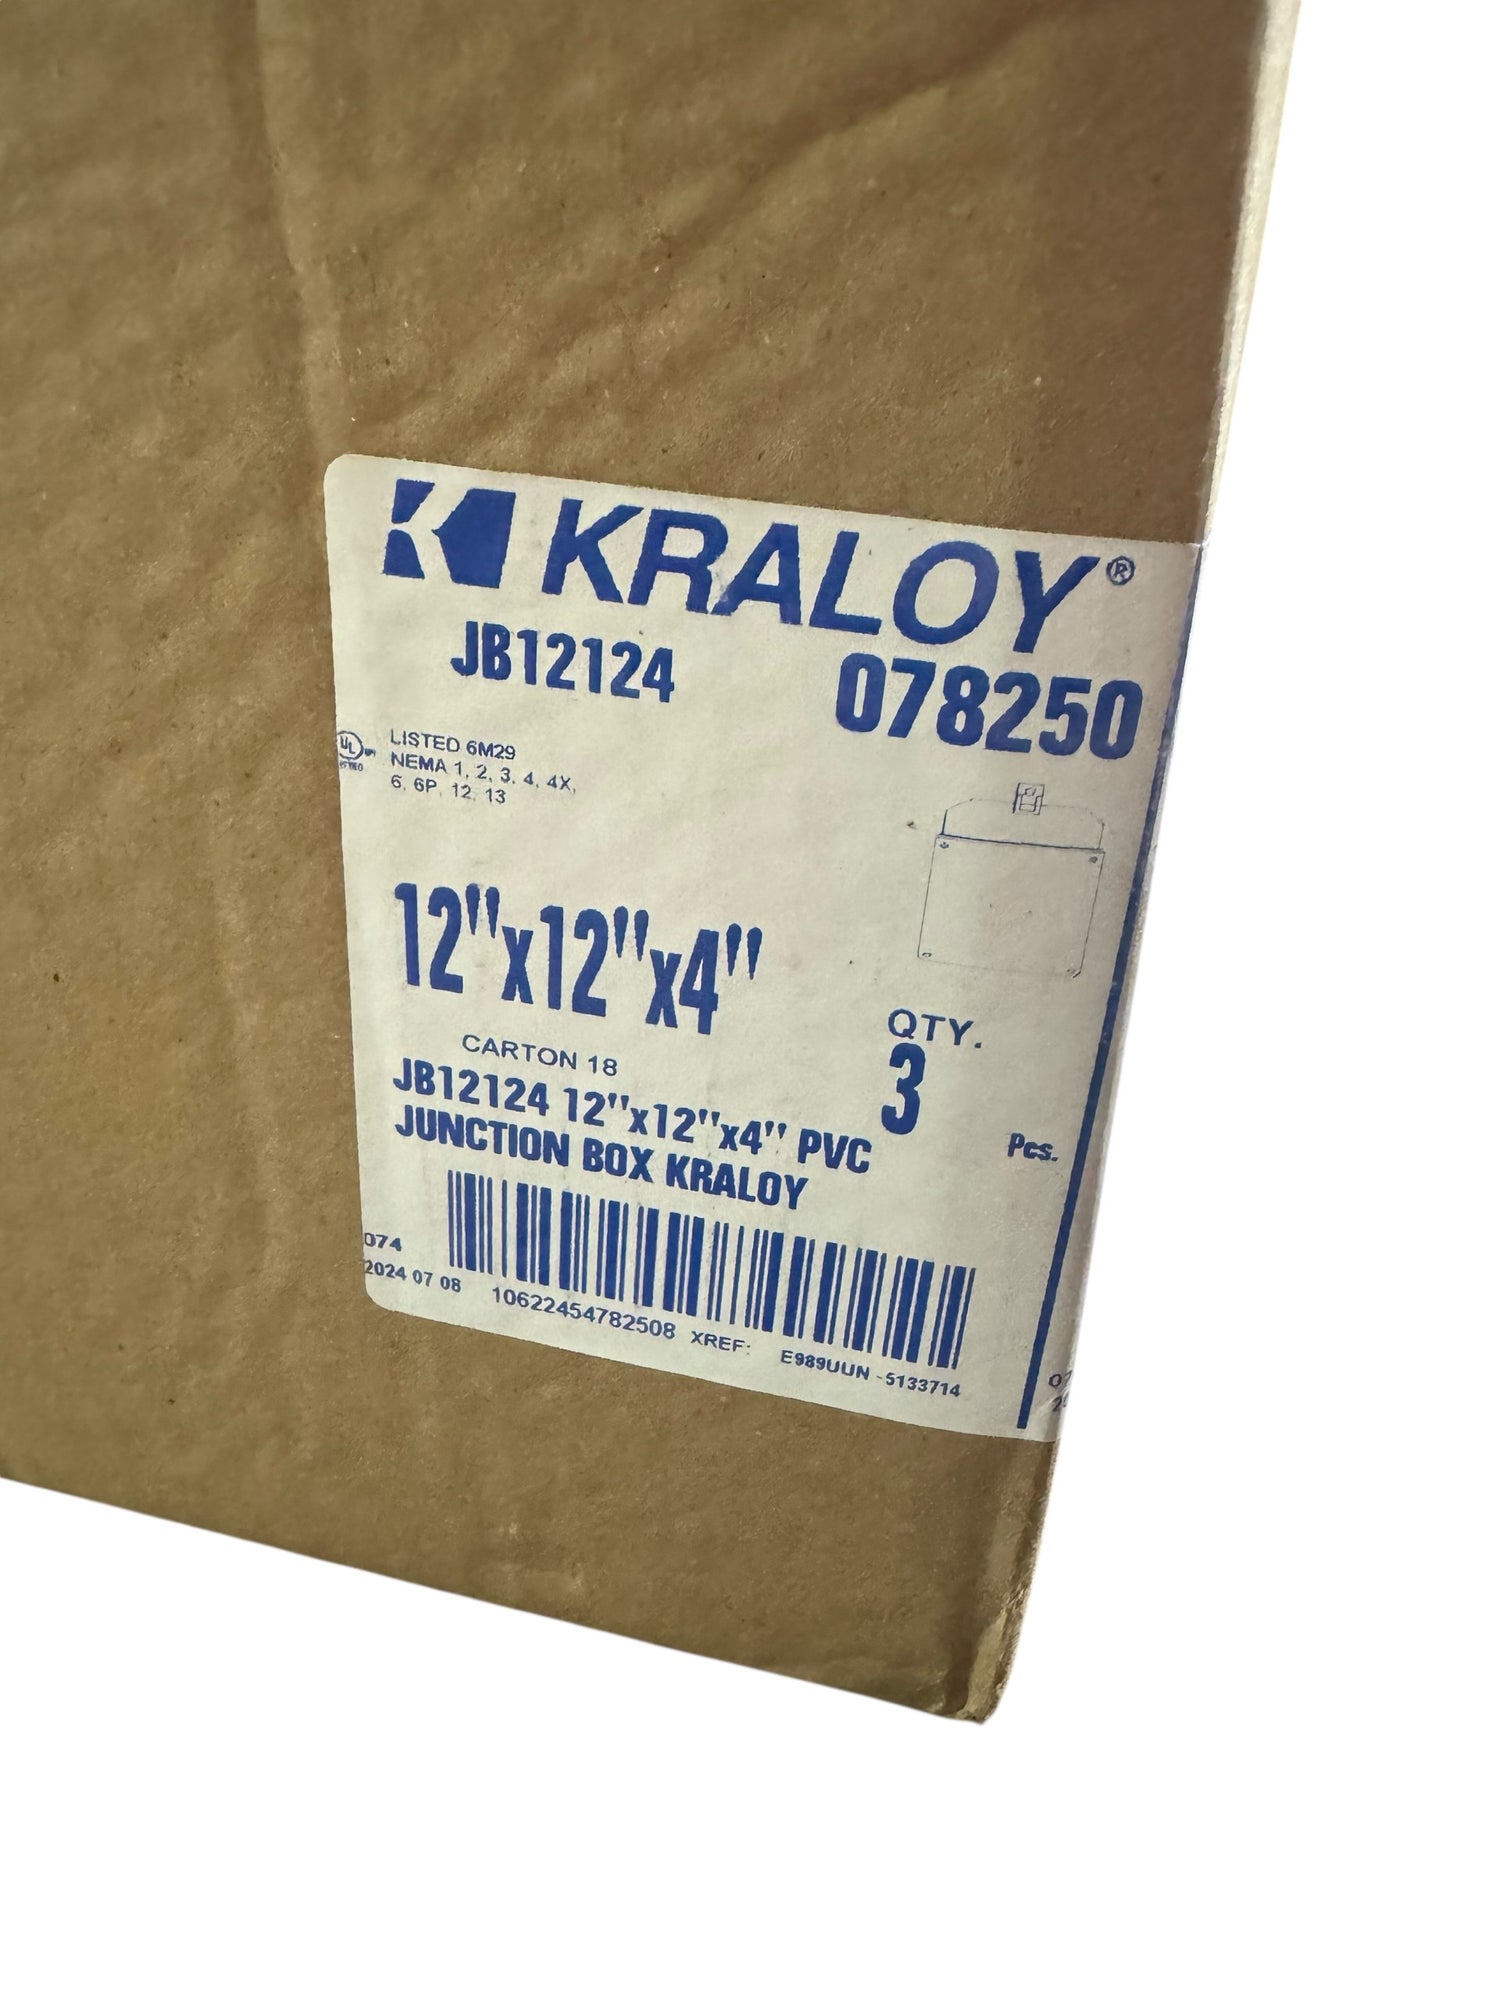 KRALOY®
JB12124 078250
UL
LISTED 6M29
NEMA 1, 2, 3, 4, 4X,
6, 6P, 12, 13
12"x12"x4"
QTY.
3
Pcs.
CARTON 18
JB12124 12"x12"x4" PVC
JUNCTION BOX KRALOY
074
2024 07 08
10622454782508 XREF: E989UUN -5133714